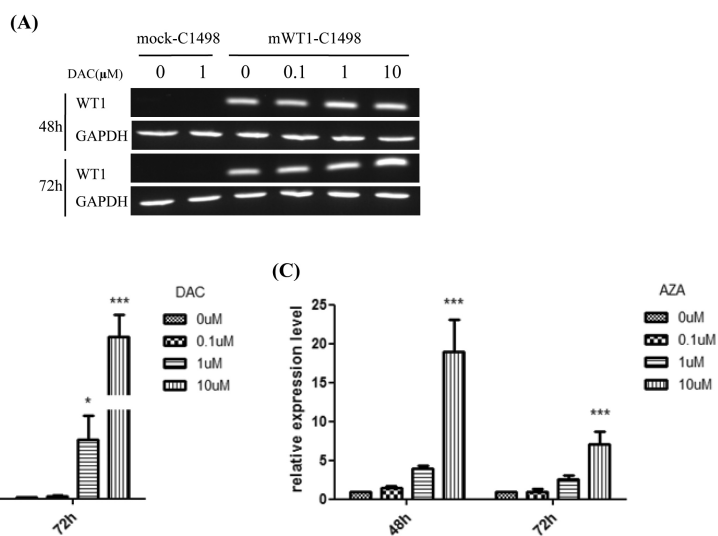 (A)
mock-C1498 mWT1-C1498
DAC(μM) 0 1 0 0.1 1 10
48h
WT1
GAPDH
72h
WT1
GAPDH
DAC
0uM
0.1uM
1uM
10uM
*
***
72h
(C)
AZA
0uM
0.1uM
1uM
10uM
relative expression level
25
20
15
10
5
0
***
***
48h 72h